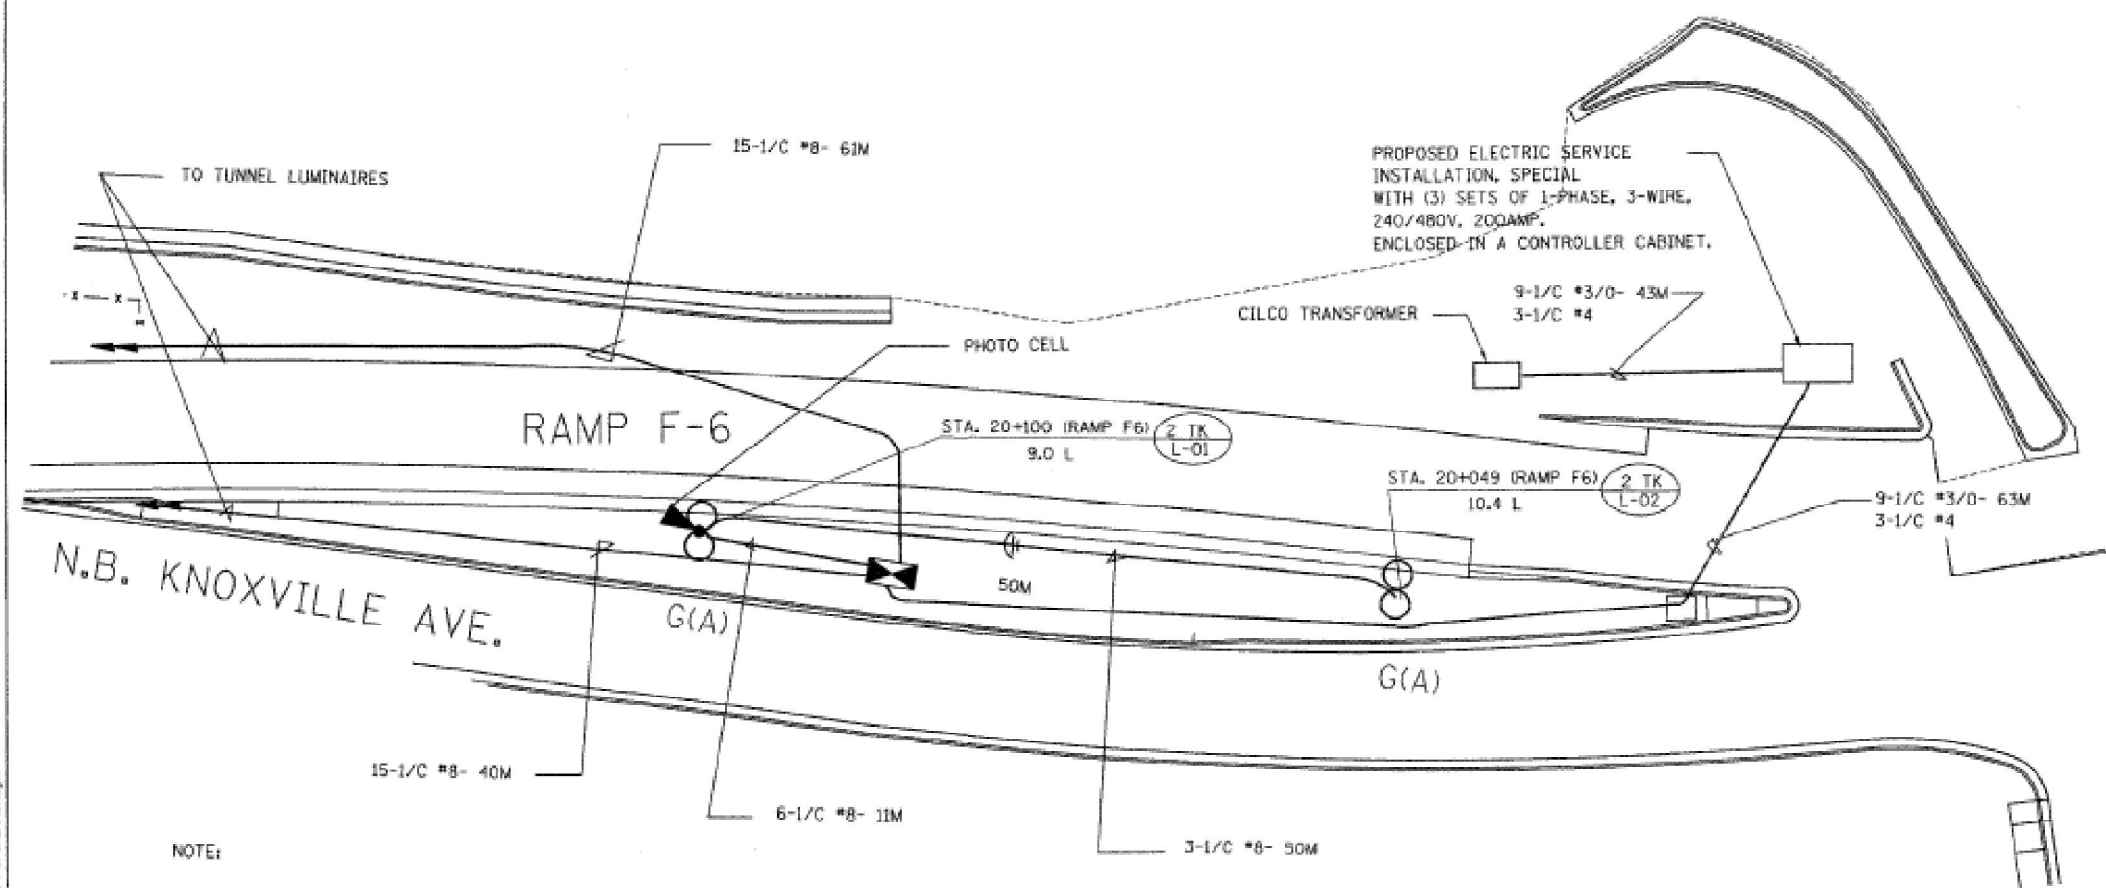 15-1/C #8- 61M
TO TUNNEL LUMINAIRES
PROPOSED ELECTRIC SERVICE
INSTALLATION, SPECIAL
WITH (3) SETS OF 1-PHASE, 3-WIRE,
240/480V, 200AMP.
ENCLOSED IN A CONTROLLER CABINET.
-X—X
X
9-1/C #3/0- 43M
3-1/C #4
CILCO TRANSFORMER
PHOTO CELL
RAMP F-6
STA. 20+100 (RAMP F6)
9.0 L
2 TK
L-01
STA. 20+049 (RAMP F6)
10.4 L
2 TK
L-02
9-1/C #3/0- 63M
3-1/C #4
N.B. KNOXVILLE AVE.
50M
G(A)
G(A)
15-1/C #8- 40M
6-1/C #8- 11M
3-1/C #8- 50M
NOTE: